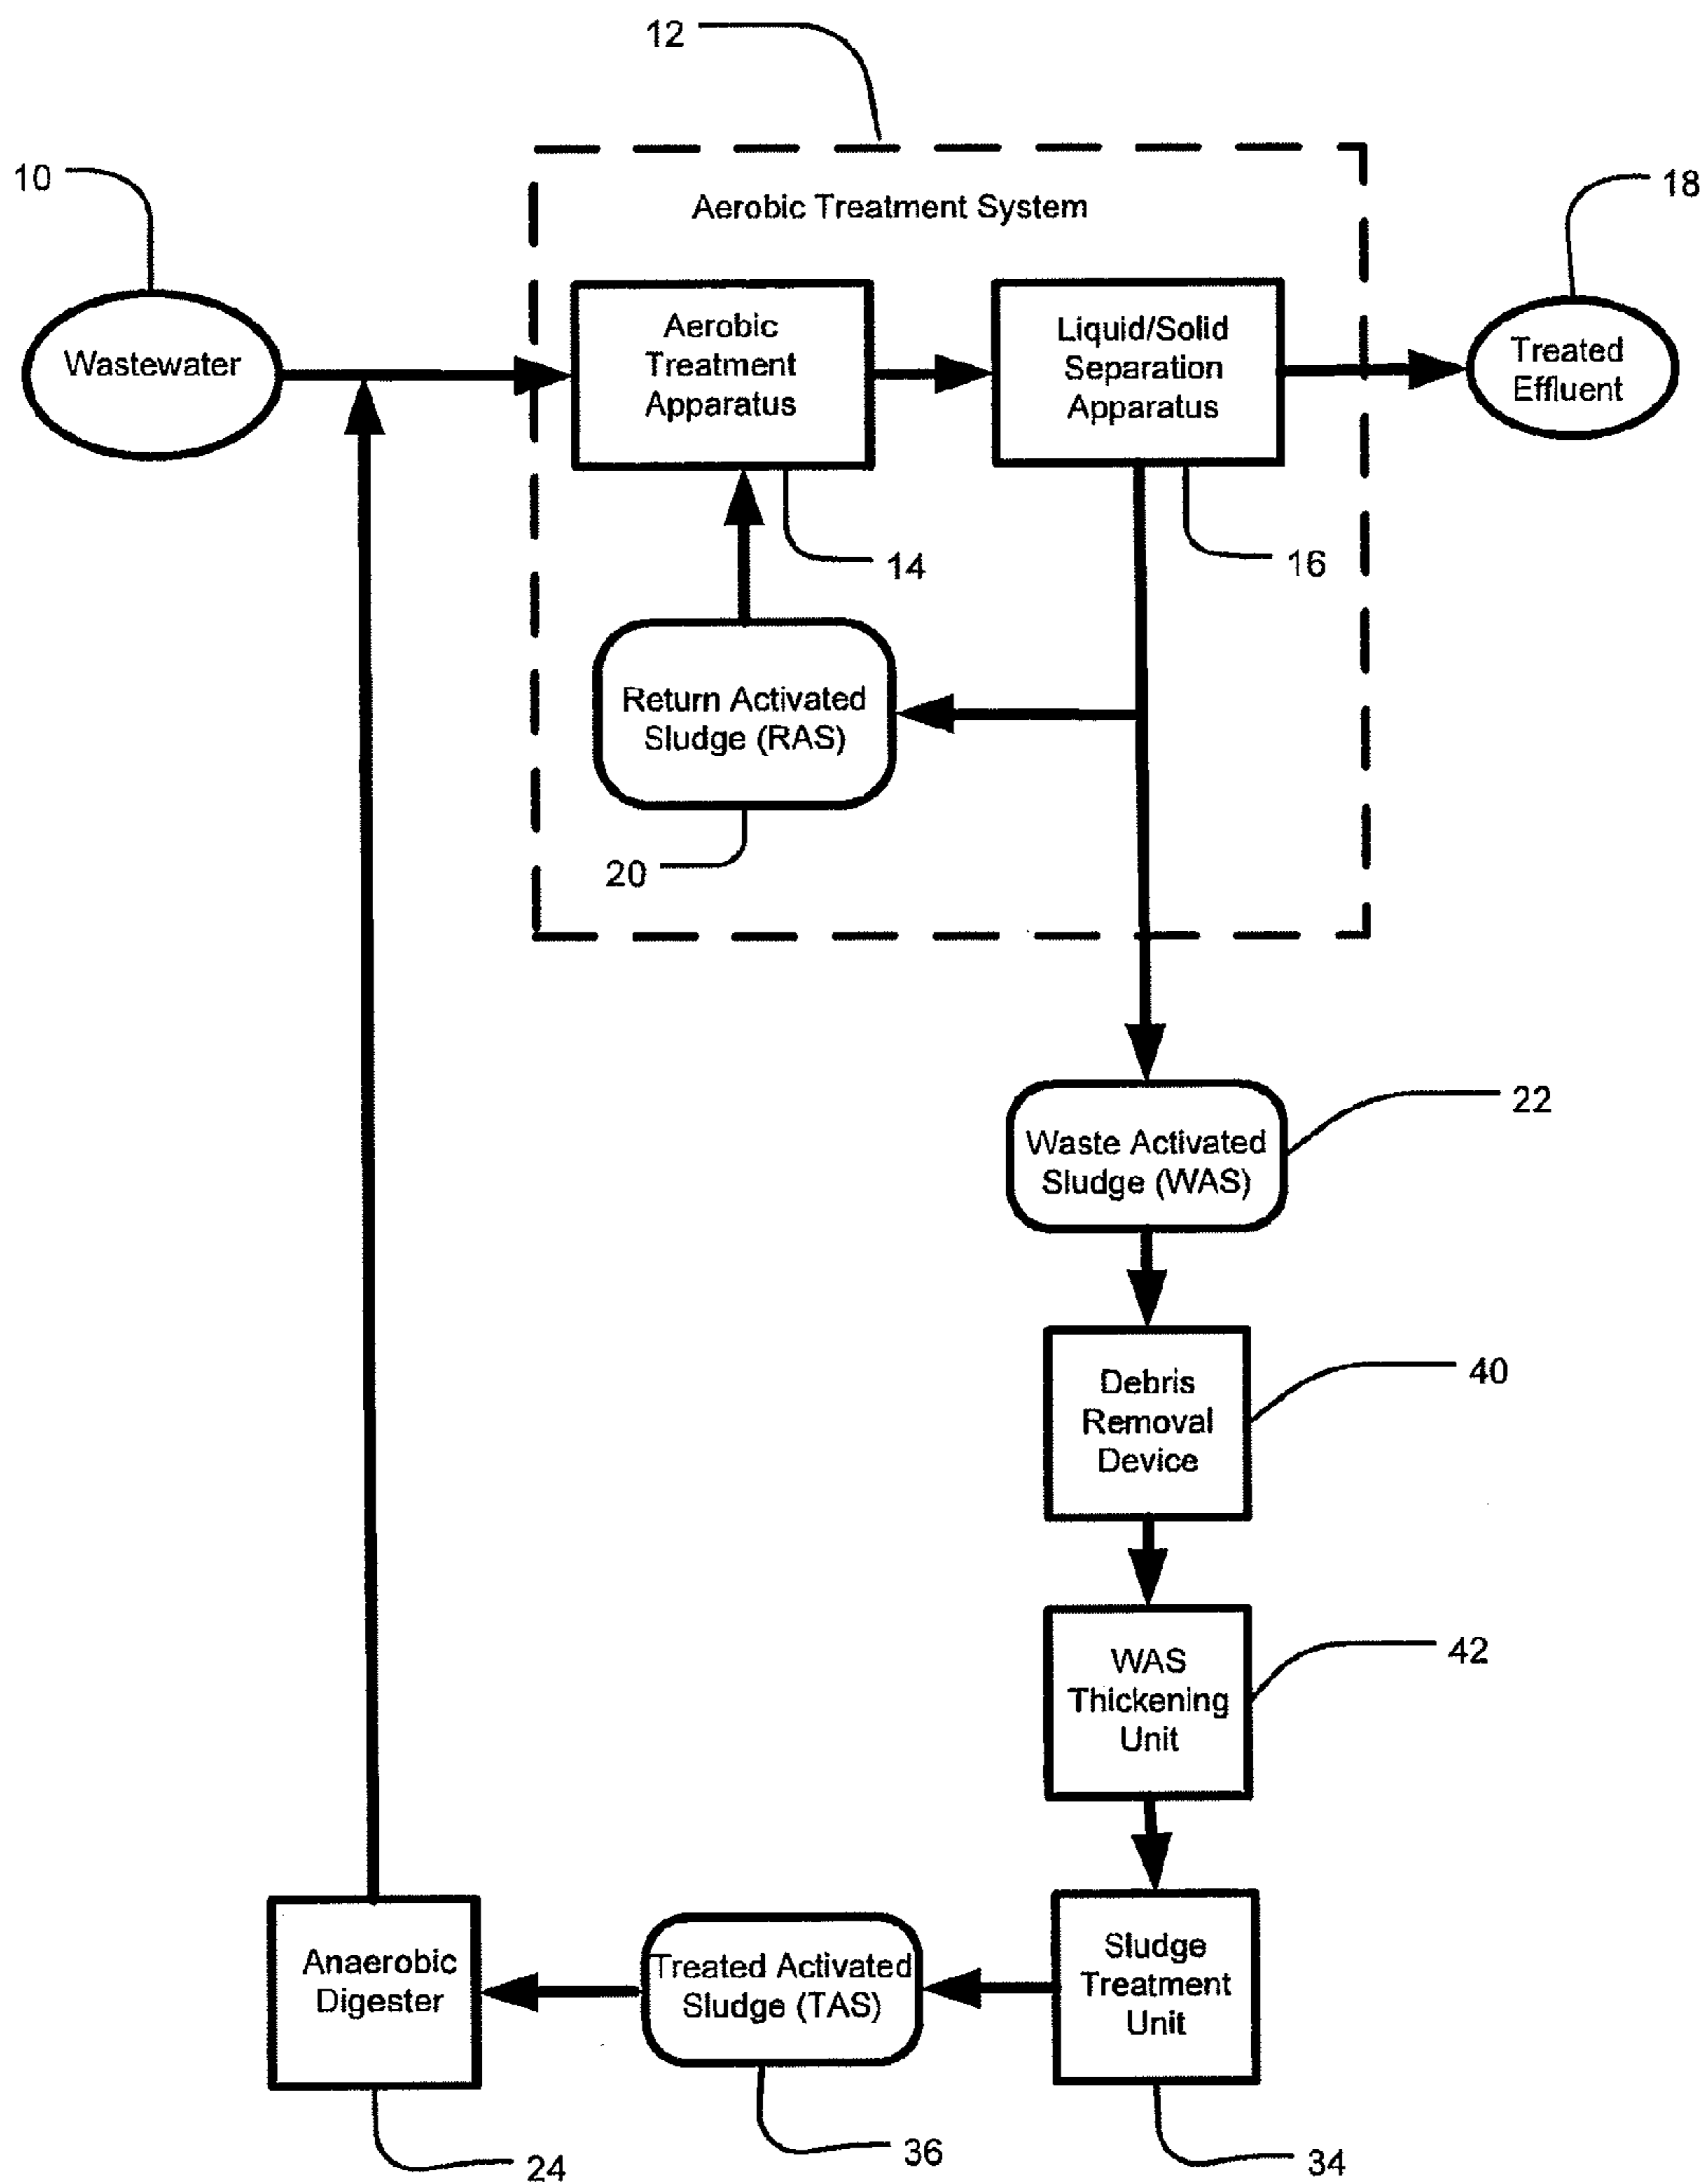 12
10
18
Aerobic Treatment System
Wastewater
Aerobic
Treatment
Apparatus
Liquid/Solid
Separation
Apparatus
Treated
Effluent
14
16
Return Activated
Sludge (RAS)
20
22
Waste Activated
Sludge (WAS)
40
Debris
Removal
Device
42
WAS
Thickening
Unit
Anaerobic
Digester
Treated Activated
Sludge (TAS)
Sludge
Treatment
Unit
24
36
34